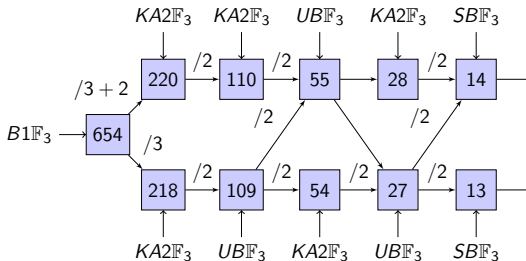 KA2𝔽₃ KA2𝔽₃ UB𝔽₃ KA2𝔽₃ SB𝔽₃
220 /2 110 /2 55 28 /2 14
/3 + 2 /2 /2
B1𝔽₃ 654
/3
218 /2 109 /2 54 /2 27 /2 13
KA2𝔽₃ UB𝔽₃ KA2𝔽₃ UB𝔽₃ SB𝔽₃